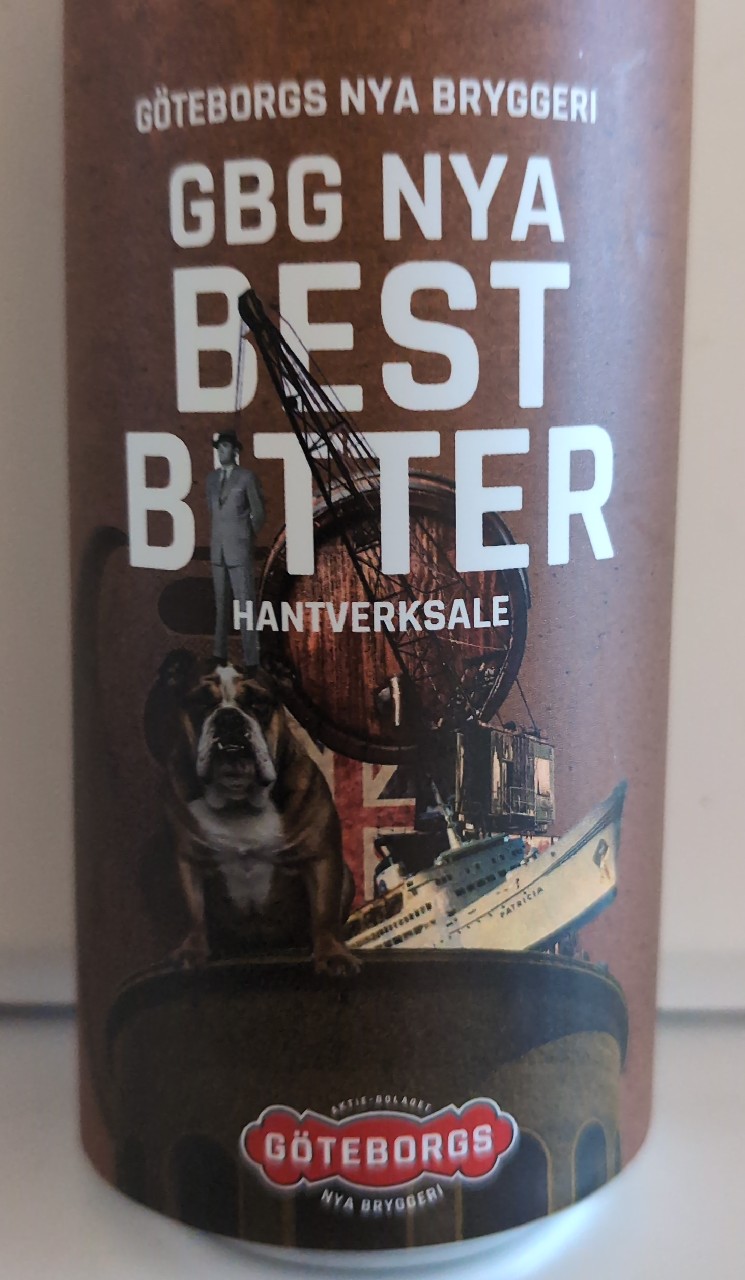 GÖTEBORGS NYA BRYGGERI
GBG NYA
BEST
BITTER
HANTVERKSALE
PATRICIA
AKTIE-BOLAGET
GÖTEBORGS
NYA BRYGGERI